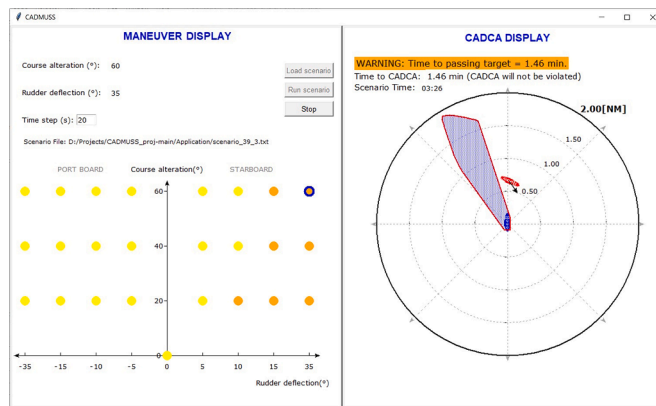 CADMUSS
MANEUVER DISPLAY
Course alteration (°): 60
Load scenario
Rudder deflection (°): 35
Run scenario
Time step (s): 20
Stop
Scenario File: D:/Projects/CADMUSS_proj-main/Application/scenario_39_3.txt
PORT BOARD Course alteration(°) STARBOARD
60
40
20
0
-35 -15 -10 -5 0 5 10 15 35
Rudder deflection(°)
CADCA DISPLAY
WARNING: Time to passing target = 1.46 min.
Time to CADCA: 1.46 min (CADCA will not be violated)
Scenario Time: 03:26
2.00[NM]
1.50
1.00
0.50